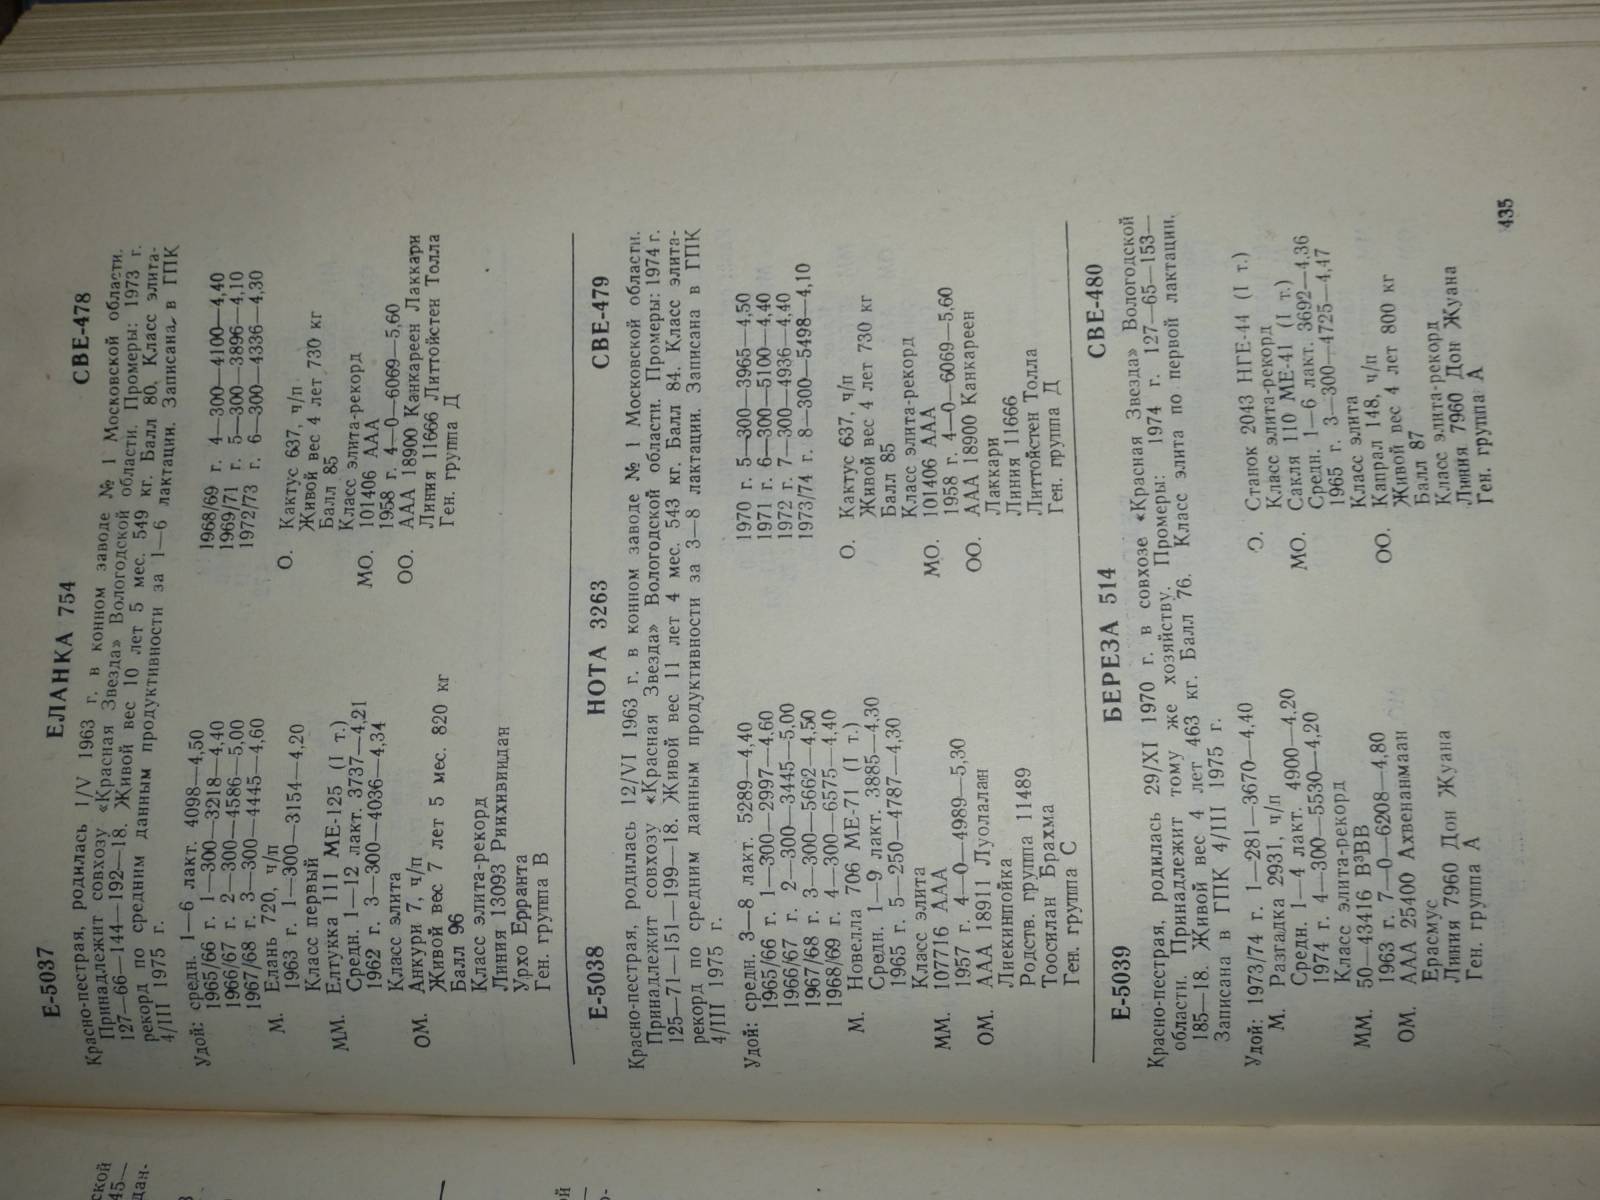 Е-5037 ЕЛАНКА 754 СВЕ-478
Красно-пестрая, родилась 1/V 1963 г. в конном заводе № 1 Московской области.
Принадлежит совхозу «Красная Звезда» Вологодской области. Промеры: 1973 г.
127—66—144—192—18. Живой вес 10 лет 5 мес. 549 кг. Балл 80. Класс элита-
рекорд по средним данным продуктивности за 1—6 лактации. Записана в ГПК
4/III 1975 г.
Удой: средн. 1—6 лакт. 4098—4,50
1965/66 г. 1—300—3218—4,40
1966/67 г. 2—300—4586—5,00
1967/68 г. 3—300—4445—4,60
1968/69 г. 4—300—4100—4,40
1969/71 г. 5—300—3896—4,10
1972/73 г. 6—300—4336—4,30
М. Елань 720, ч/п
1963 г. 1—300—3154—4,20
Класс первый
ММ. Елгукка 111 МЕ-125 (I т.)
Средн. 1—12 лакт. 3737—4,21
1962 г. 3—300—4036—4,34
Класс элита
ОМ. Анкури 7, ч/п
Живой вес 7 лет 5 мес. 820 кг
Балл 96
Класс элита-рекорд
Линия 13093 Риихивиидан
Урхо Ерранта
Ген. группа В
О. Кактус 637, ч/п
Живой вес 4 лет 730 кг
Балл 85
Класс элита-рекорд
МО. 101406 ААА
1958 г. 4—0—6069—5,60
ОО. ААА 18900 Канкареен Лаккари
Линия 11666 Литтойстен Толла
Ген. группа Д
Е-5038 НОТА 3263 СВЕ-479
Красно-пестрая, родилась 12/VI 1963 г. в конном заводе № 1 Московской области.
Принадлежит совхозу «Красная Звезда» Вологодской области. Промеры: 1974 г.
125—71—151—199—18. Живой вес 11 лет 4 мес. 543 кг. Балл 84. Класс элита-
рекорд по средним данным продуктивности за 3—8 лактации. Записана в ГПК
4/III 1975 г.
Удой: средн. 3—8 лакт. 5289—4,40
1965/66 г. 1—300—2997—4,60
1966/67 г. 2—300—3445—5,00
1967/68 г. 3—300—5662—4,50
1968/69 г. 4—300—6575—4,40
1970 г. 5—300—3965—4,50
1971 г. 6—300—5100—4,40
1972 г. 7—300—4936—4,40
1973/74 г. 8—300—5498—4,10
М. Новелла 706 МЕ-71 (I т.)
Средн. 1—9 лакт. 3885—4,30
1965 г. 5—250—4787—4,30
Класс элита
ММ. 107716 ААА
1957 г. 4—0—4989—5,30
ОМ. ААА 18911 Луолалан
Лиекинпойка
Родств. группа 11489
Тоосилан Брахма
Ген. группа С
О. Кактус 637, ч/п
Живой вес 4 лет 730 кг
Балл 85
Класс элита-рекорд
МО. 101406 ААА
1958 г. 4—0—6069—5,60
ОО. ААА 18900 Канкареен
Лаккари
Линия 11666
Литтойстен Толла
Ген. группа Д
Е-5039 БЕРЕЗА 514 СВЕ-480
Красно-пестрая, родилась 29/XI 1970 г. в совхозе «Красная Звезда» Вологодской
области. Принадлежит тому же хозяйству. Промеры: 1974 г. 127—65—153—
185—18. Живой вес 4 лет 463 кг. Балл 76. Класс элита по первой лактации.
Записана в ГПК 4/III 1975 г.
Удой: 1973/74 г. 1—281—3670—4,40
М. Разгадка 2931, ч/п
Средн. 1—4 лакт. 4900—4,20
1974 г. 4—300—5530—4,20
Класс элита-рекорд
ММ. 50—43416 В³ВВ
1963 г. 7—0—6208—4,80
ОМ. ААА 25400 Ахвенанмаан
Ерасмус
Линия 7960 Дон Жуана
Ген. группа А
О. Станок 2043 НГЕ-44 (I т.)
Класс элита-рекорд
МО. Сакля 110 МЕ-41 (I т.)
Средн. 1—6 лакт. 3692—4,36
1965 г. 3—300—4725—4,47
Класс элита
ОО. Капрал 148, ч/п
Живой вес 4 лет 800 кг
Балл 87
Класс элита-рекорд
Линия 7960 Дон Жуана
Ген. группа А
435